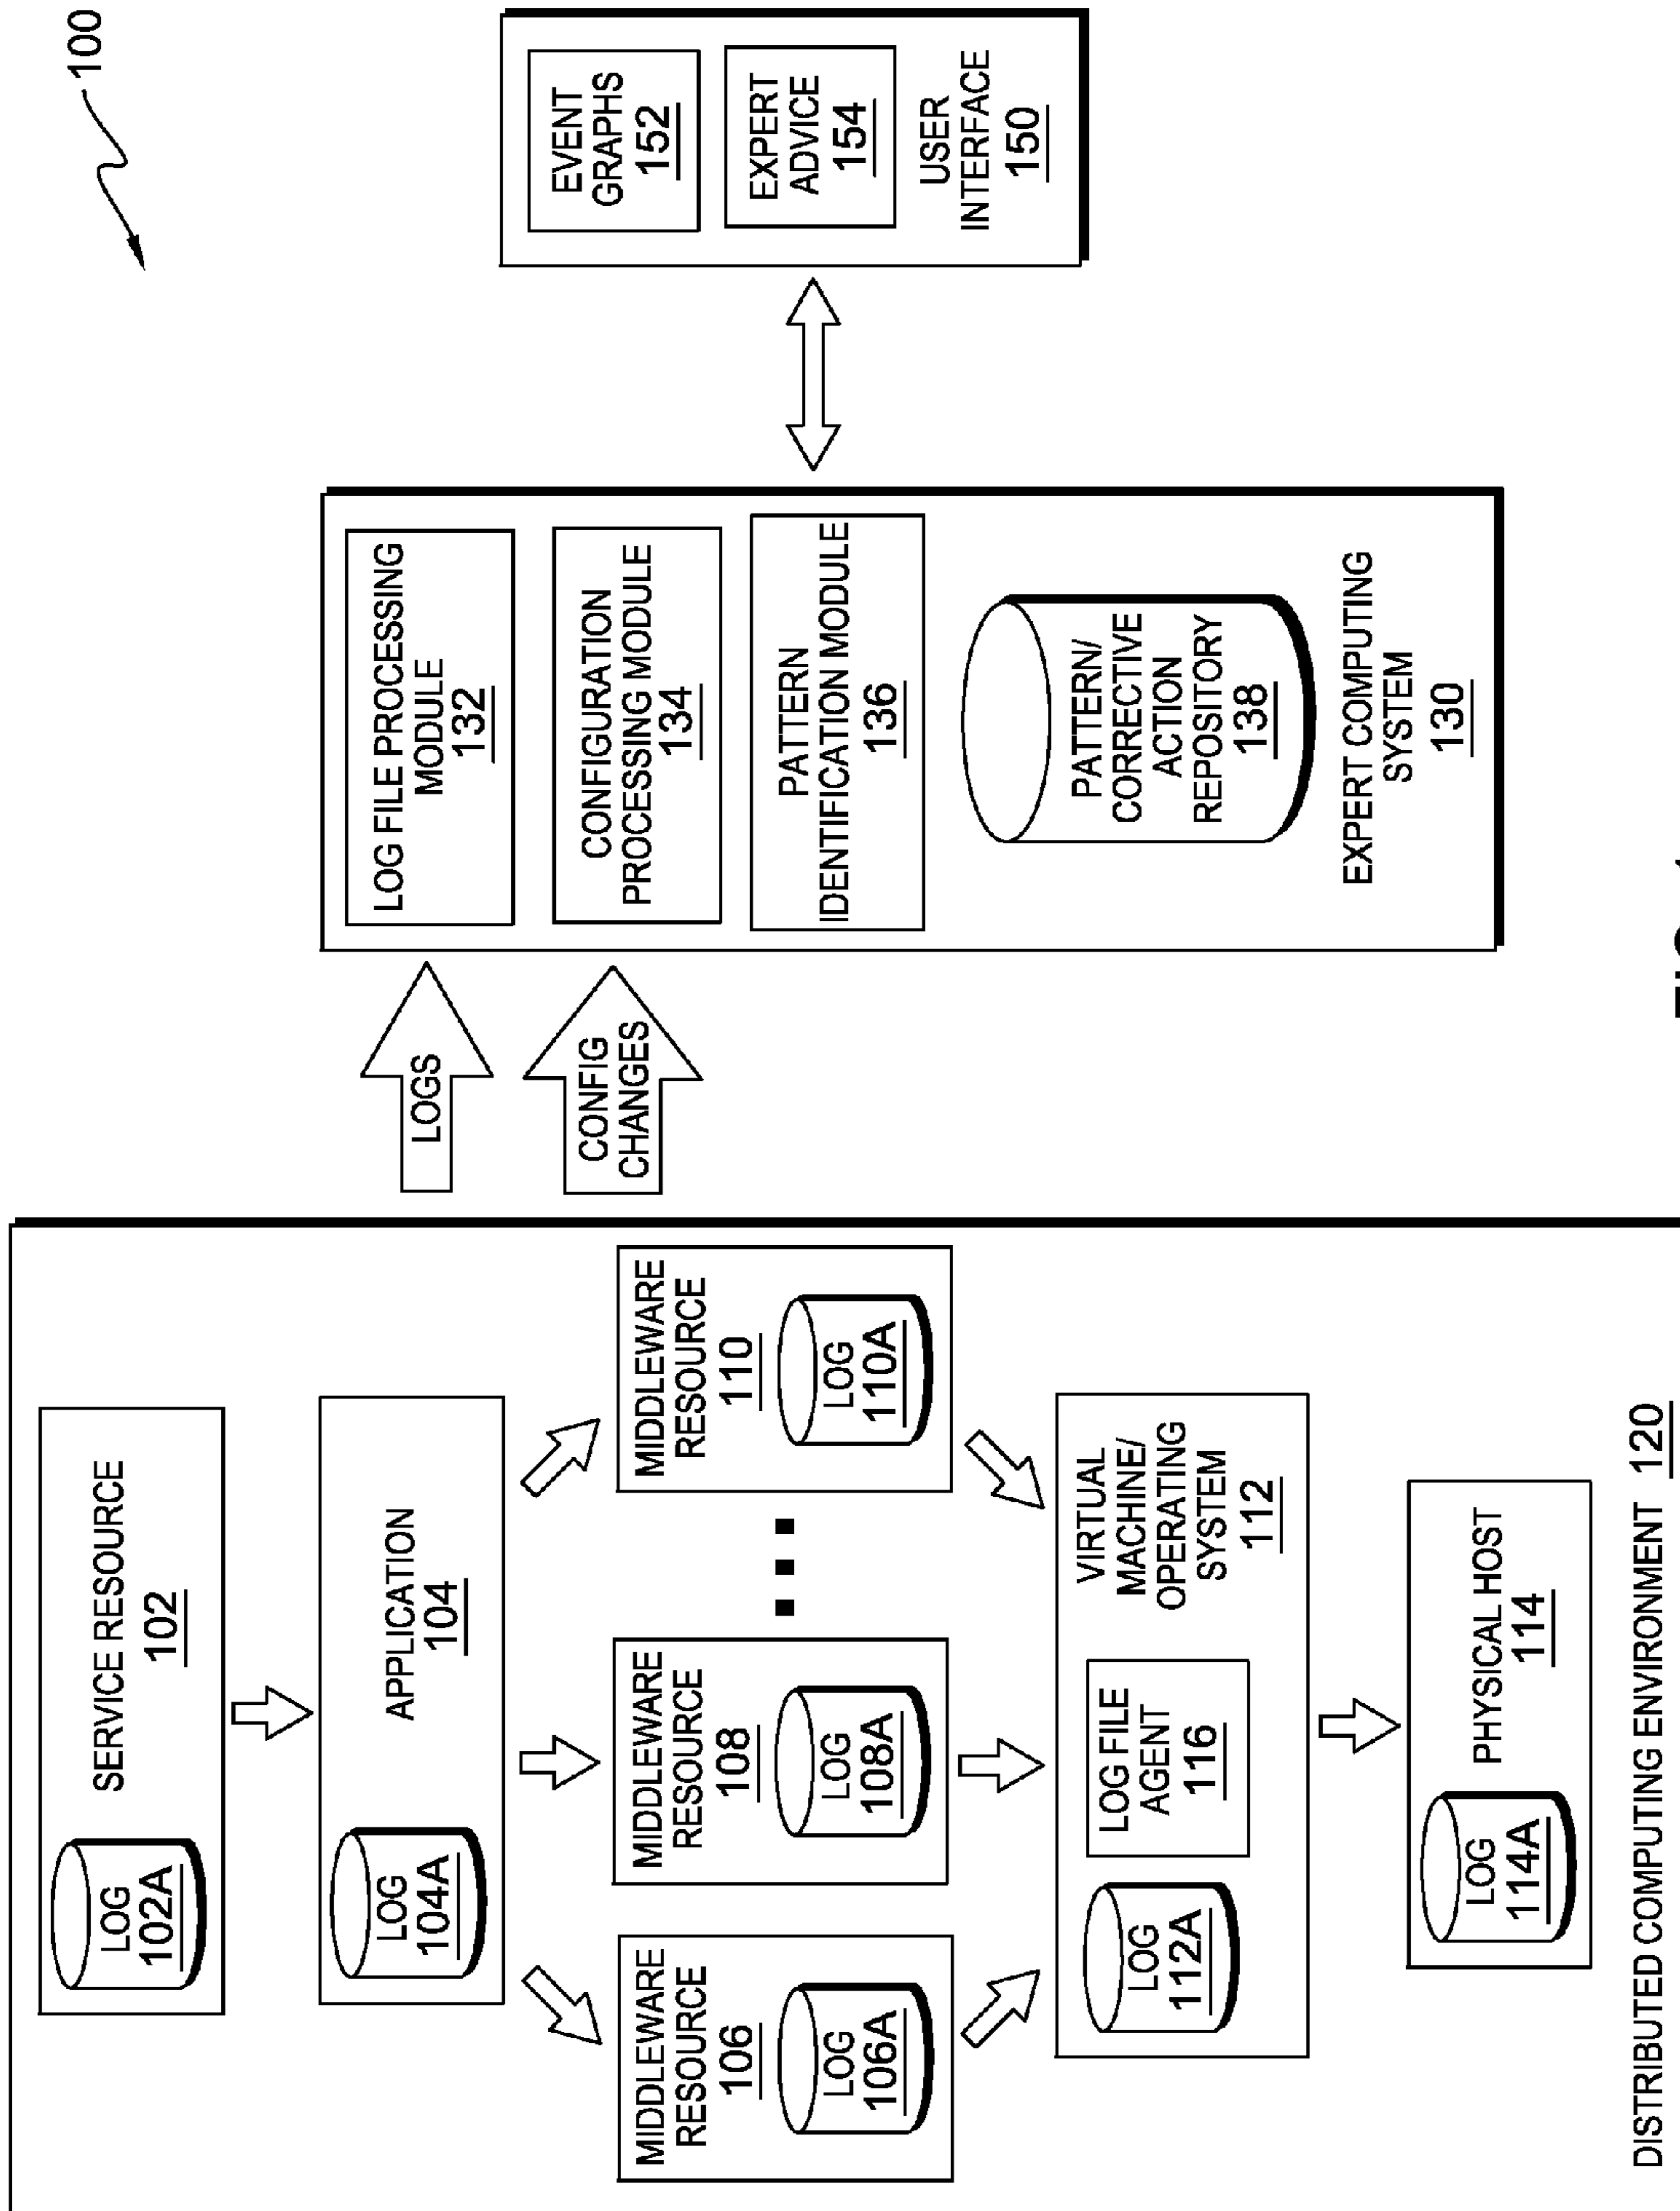 100
SERVICE RESOURCE
102
LOG
102A
APPLICATION
104
LOG
104A
MIDDLEWARE
RESOURCE
106
LOG
106A
MIDDLEWARE
RESOURCE
108
LOG
108A
MIDDLEWARE
RESOURCE
110
LOG
110A
VIRTUAL
MACHINE/
OPERATING
SYSTEM
112
LOG
112A
LOG FILE
AGENT
116
PHYSICAL HOST
114
LOG
114A
DISTRIBUTED COMPUTING ENVIRONMENT 120
LOGS
CONFIG
CHANGES
LOG FILE PROCESSING
MODULE
132
CONFIGURATION
PROCESSING MODULE
134
PATTERN
IDENTIFICATION MODULE
136
PATTERN/
CORRECTIVE
ACTION
REPOSITORY
138
EXPERT COMPUTING
SYSTEM
130
EVENT
GRAPHS
152
EXPERT
ADVICE
154
USER
INTERFACE
150